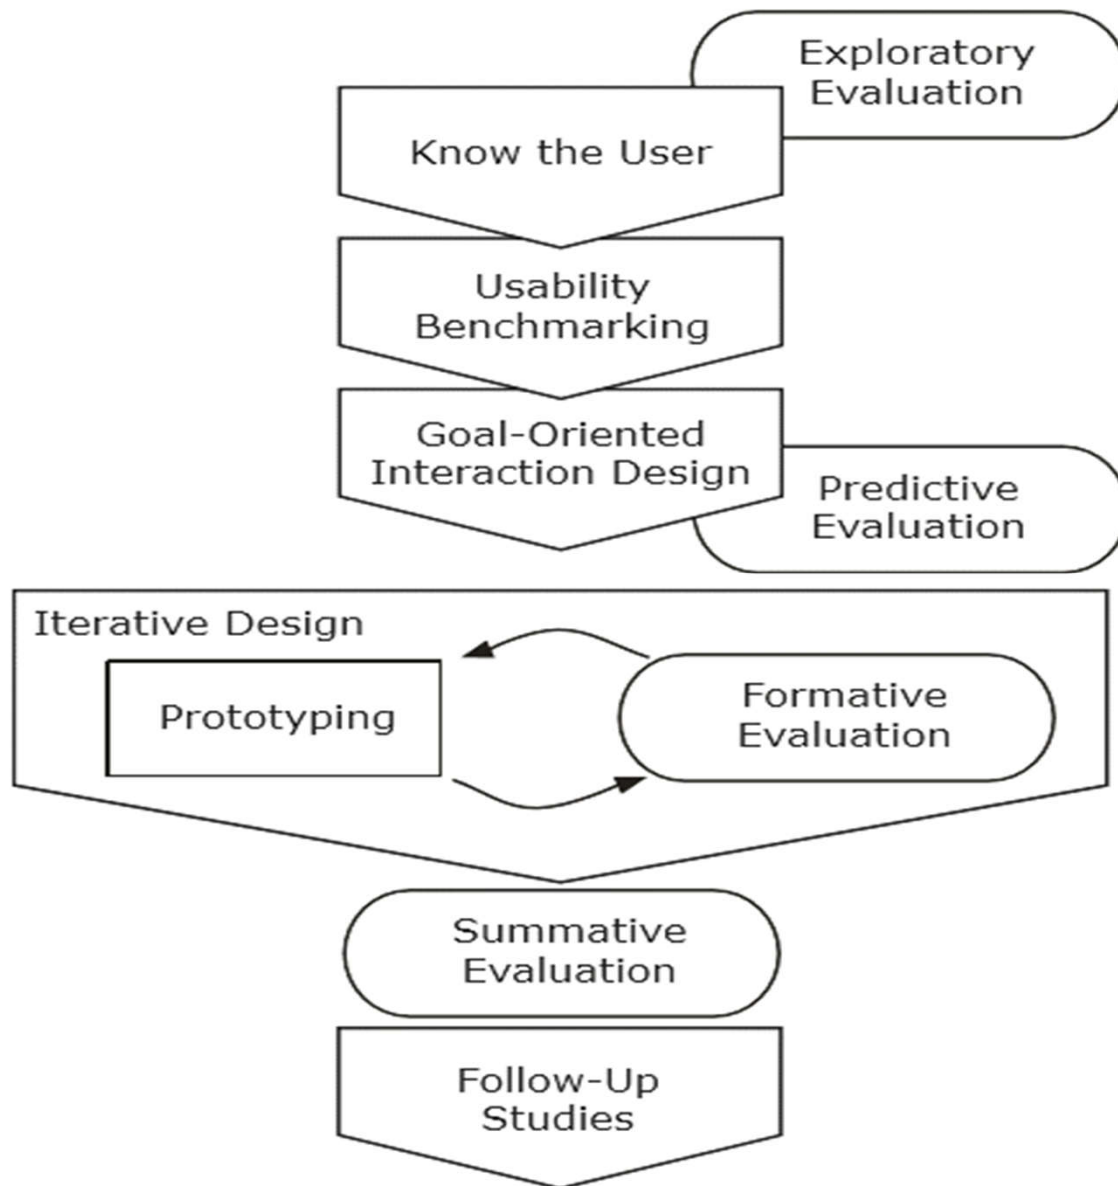 Exploratory
Evaluation
Know the User
Usability
Benchmarking
Goal-Oriented
Interaction Design
Predictive
Evaluation
Iterative Design
Prototyping
Formative
Evaluation
Summative
Evaluation
Follow-Up
Studies